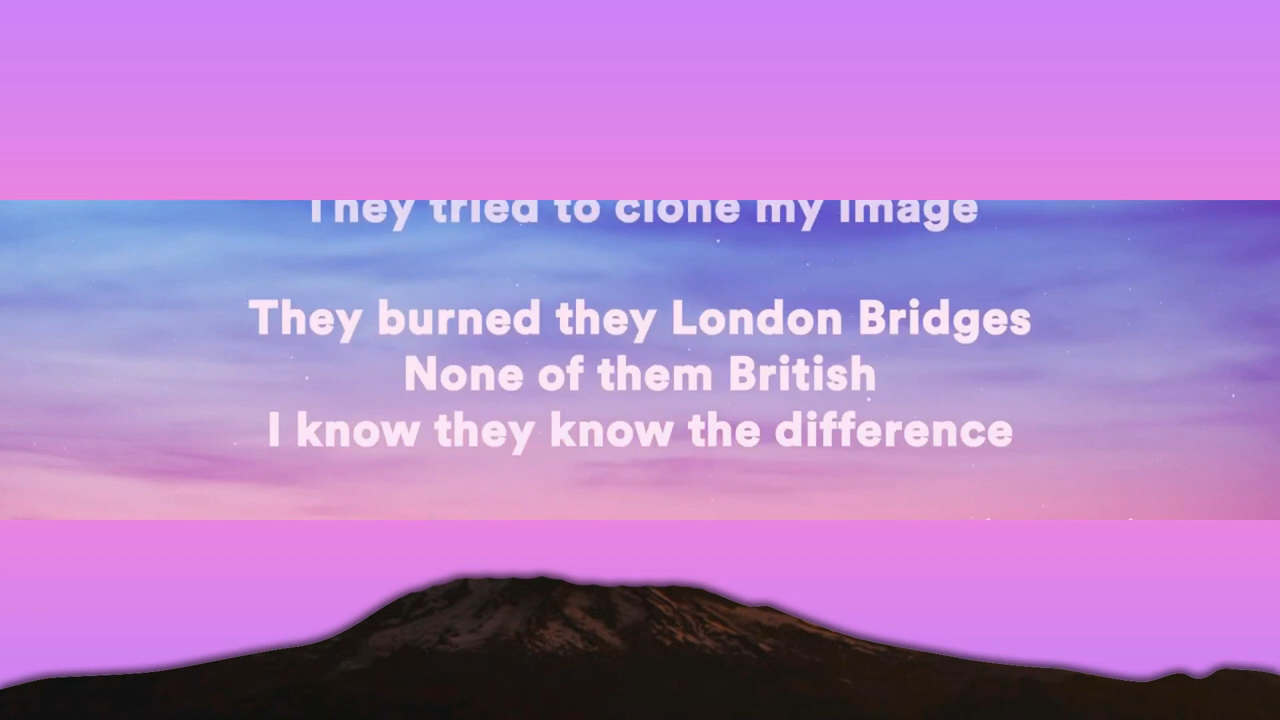 They tried to clone my image
They burned they London Bridges
None of them British
I know they know the difference